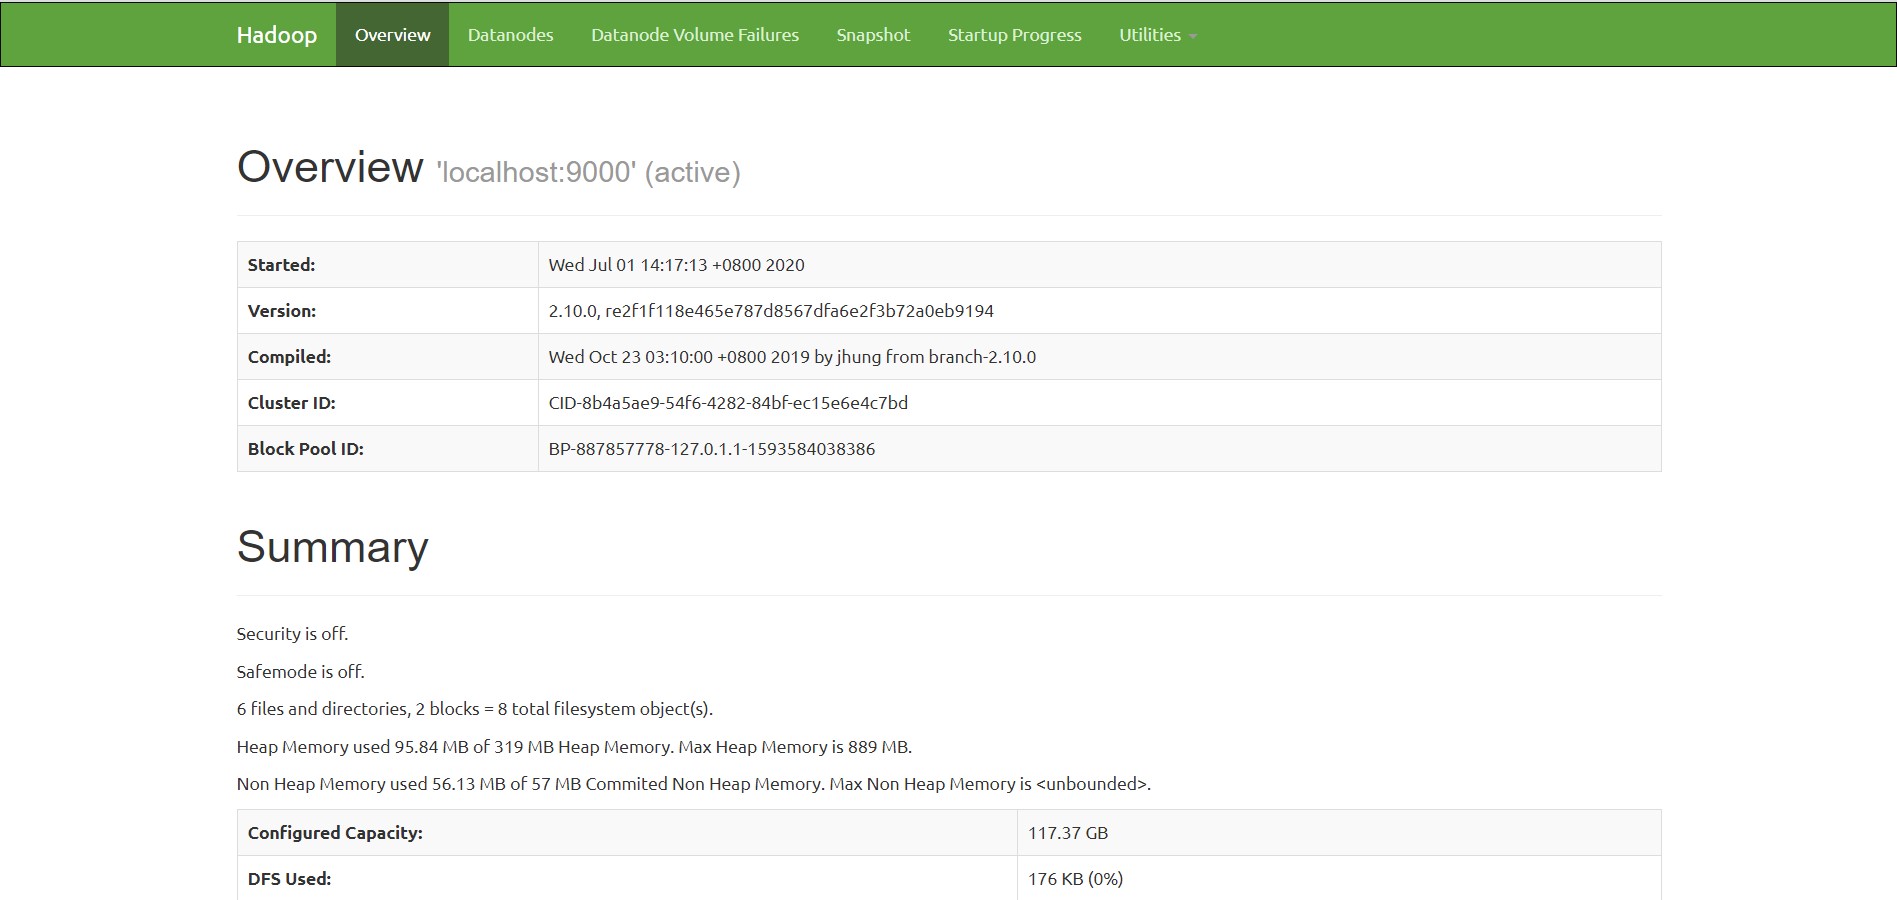 Hadoop Overview Datanodes Datanode Volume Failures Snapshot Startup Progress Utilities
Overview 'localhost:9000' (active)
Started: Wed Jul 01 14:17:13 +0800 2020
Version: 2.10.0, re2f1f118e465e787d8567dfa6e2f3b72a0eb9194
Compiled: Wed Oct 23 03:10:00 +0800 2019 by jhung from branch-2.10.0
Cluster ID: CID-8b4a5ae9-54f6-4282-84bf-ec15e6e4c7bd
Block Pool ID: BP-887857778-127.0.1.1-1593584038386
Summary
Security is off.
Safemode is off.
6 files and directories, 2 blocks = 8 total filesystem object(s).
Heap Memory used 95.84 MB of 319 MB Heap Memory. Max Heap Memory is 889 MB.
Non Heap Memory used 56.13 MB of 57 MB Commited Non Heap Memory. Max Non Heap Memory is <unbounded>.
Configured Capacity: 117.37 GB
DFS Used: 176 KB (0%)